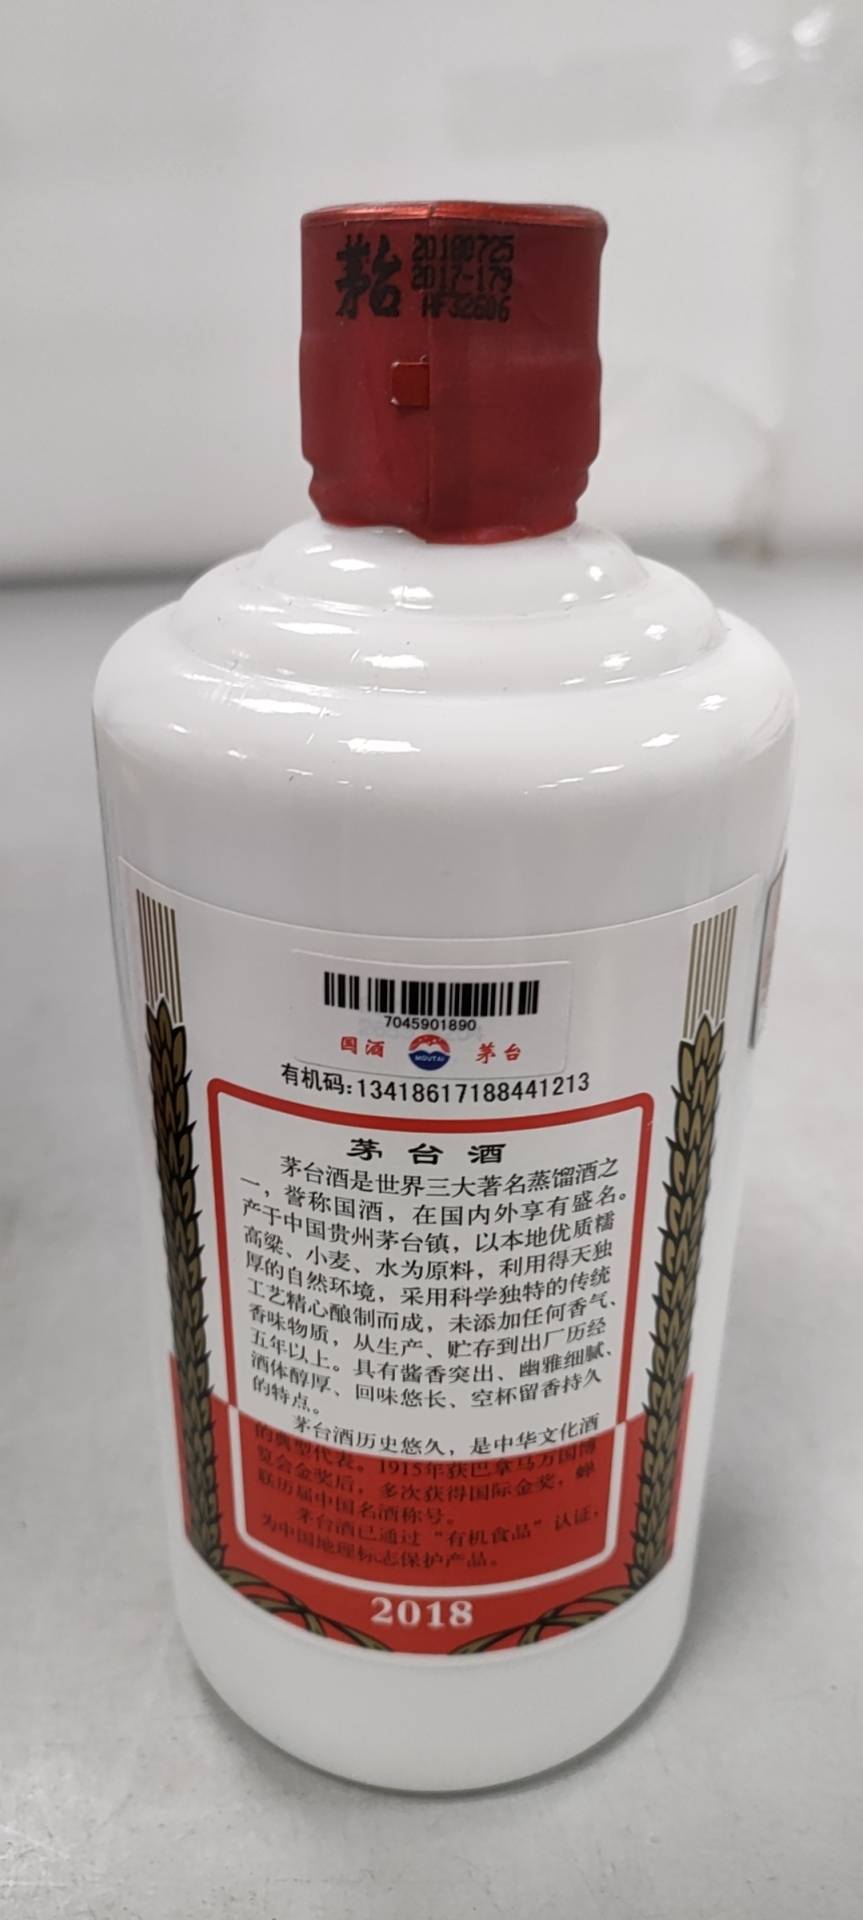 茅台
20180725
2017-179
HF32606
7045901890
国酒 MOUTAI 茅台
有机码:13418617188441213
茅台酒
茅台酒是世界三大著名蒸馏酒之
一，誉称国酒，在国内外享有盛名。
产于中国贵州茅台镇，以本地优质糯
高粱、小麦、水为原料，利用得天独
厚的自然环境，采用科学独特的传统
工艺精心酿制而成，未添加任何香气、
香味物质，从生产、贮存到出厂历经
五年以上。具有酱香突出、幽雅细腻、
酒体醇厚、回味悠长、空杯留香持久
的特点。
茅台酒历史悠久，是中华文化酒
的典型代表。1915年获巴拿马万国博
览会金奖后，多次获得国际金奖，蝉
联历届中国名酒称号。
茅台酒已通过“有机食品”认证，
为中国地理标志保护产品。
2018